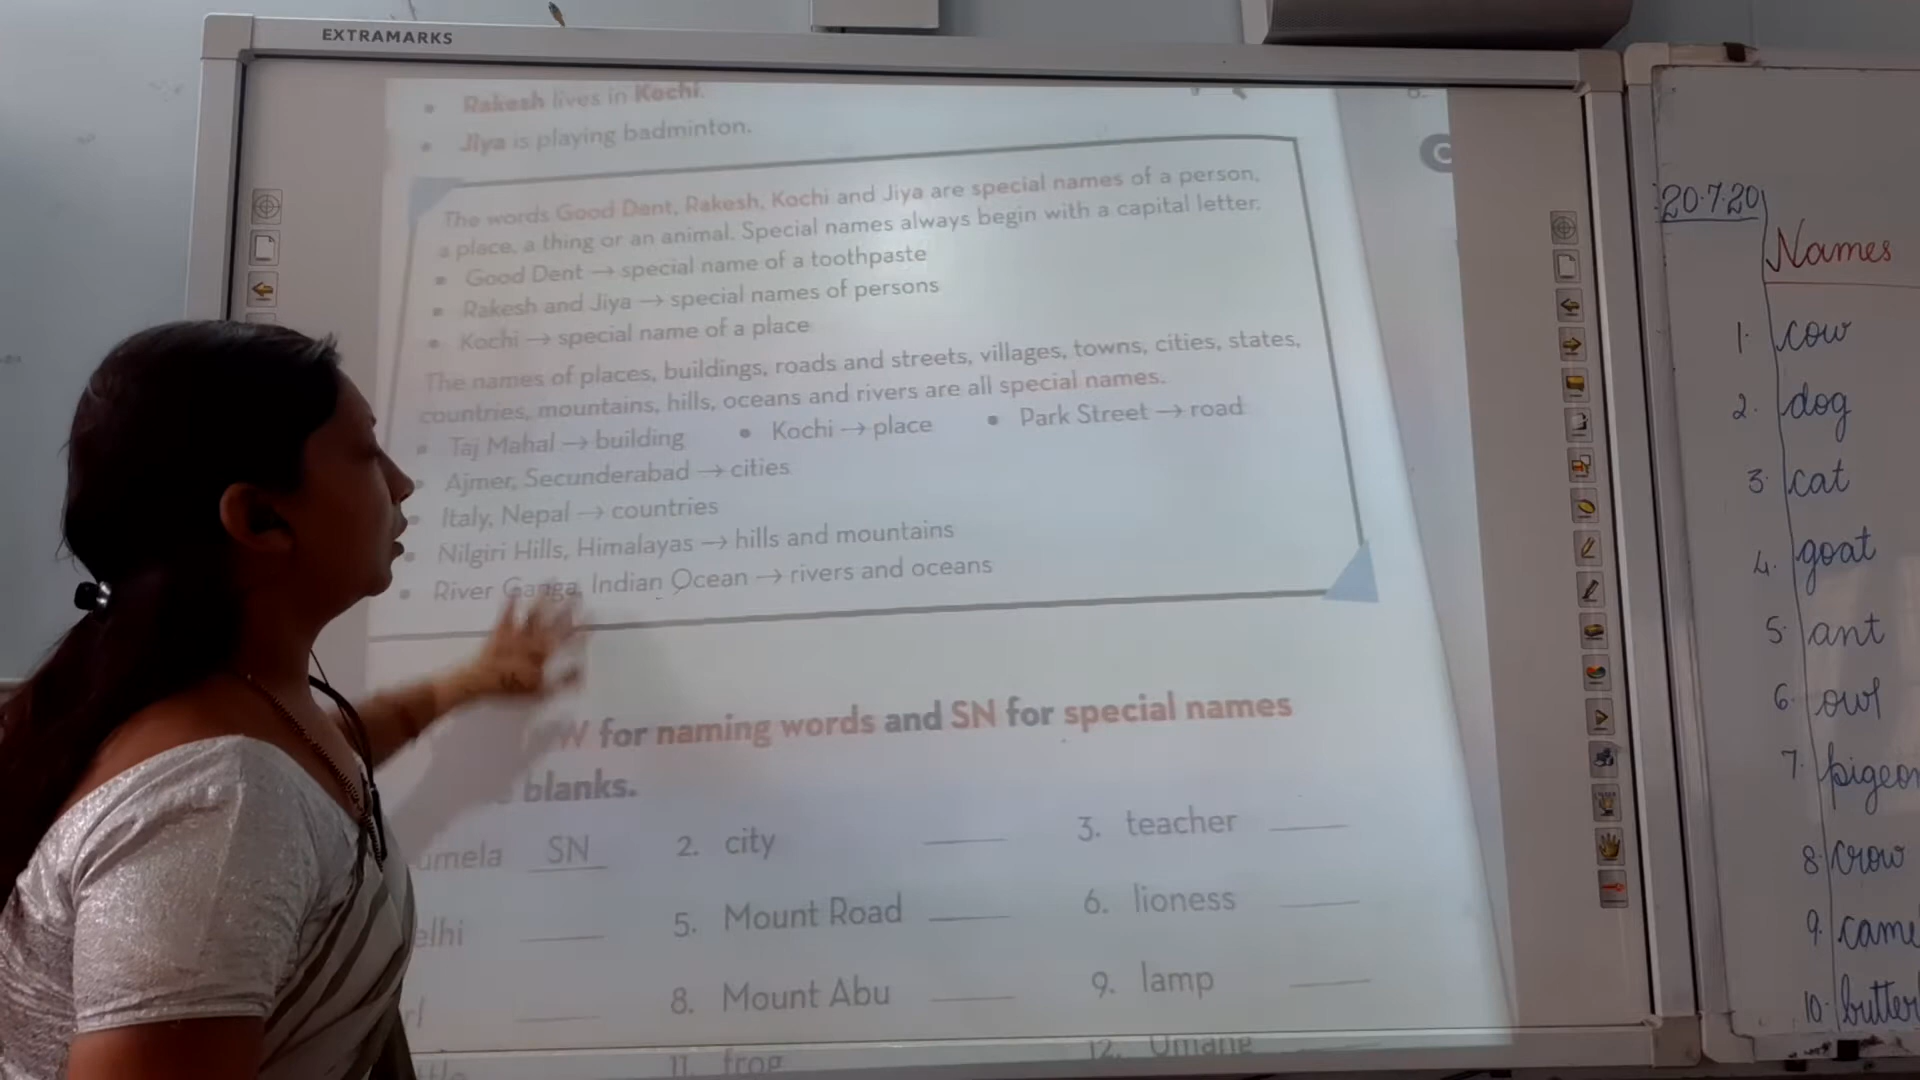 EXTRAMARKS
Rakesh lives in Kochi.
Jiya is playing badminton.
The words Good Dent, Rakesh, Kochi and Jiya are special names of a person,
a place, a thing or an animal. Special names always begin with a capital letter.
Good Dent → special name of a toothpaste
Rakesh and Jiya → special names of persons
Kochi → special name of a place
The names of places, buildings, roads and streets, villages, towns, cities, states,
countries, mountains, hills, oceans and rivers are all special names.
Taj Mahal → building • Kochi → place • Park Street → road
Ajmer, Secunderabad → cities
Italy, Nepal → countries
Nilgiri Hills, Himalayas → hills and mountains
River Ganga, Indian Ocean → rivers and oceans
C
W for naming words and SN for special names
blanks.
umela SN 2. city 3. teacher
elhi 5. Mount Road 6. lioness
rl 8. Mount Abu 9. lamp
11. frog 12. Umang
20.7.20
Names
1. cow
2. dog
3. cat
4. goat
5. ant
6. owl
7. pigeon
8. crow
9. came
10. butter